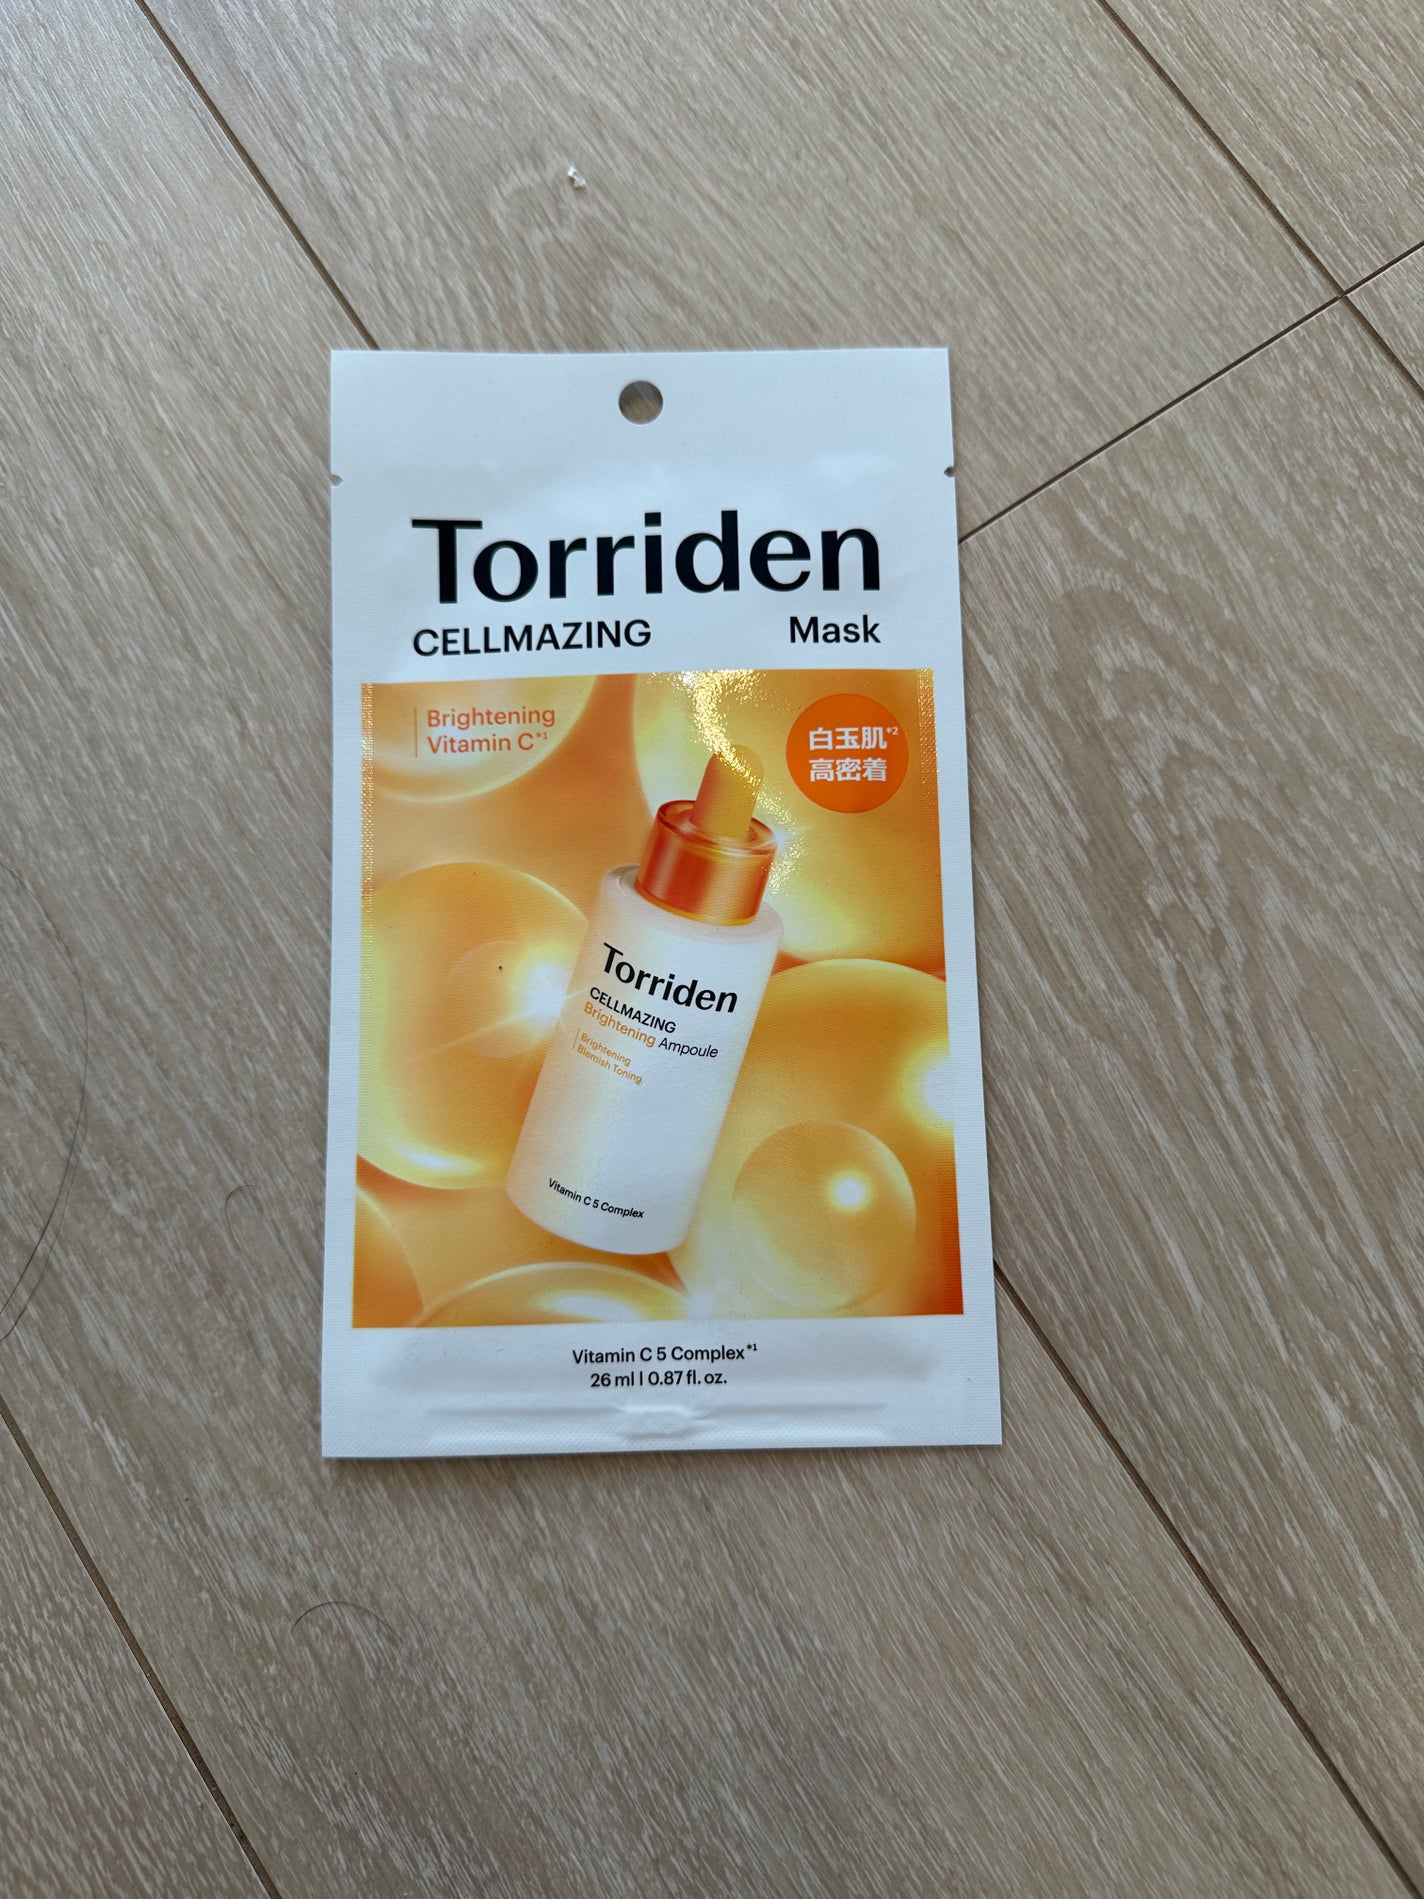 Torriden
CELLMAZING Mask
Brightening
Vitamin C*1
白玉肌*2
高密着
Torriden
CELLMAZING
Brightening Ampoule
Brightening
Blemish Toning
Vitamin C 5 Complex
Vitamin C 5 Complex*1
26 ml | 0.87 fl. oz.